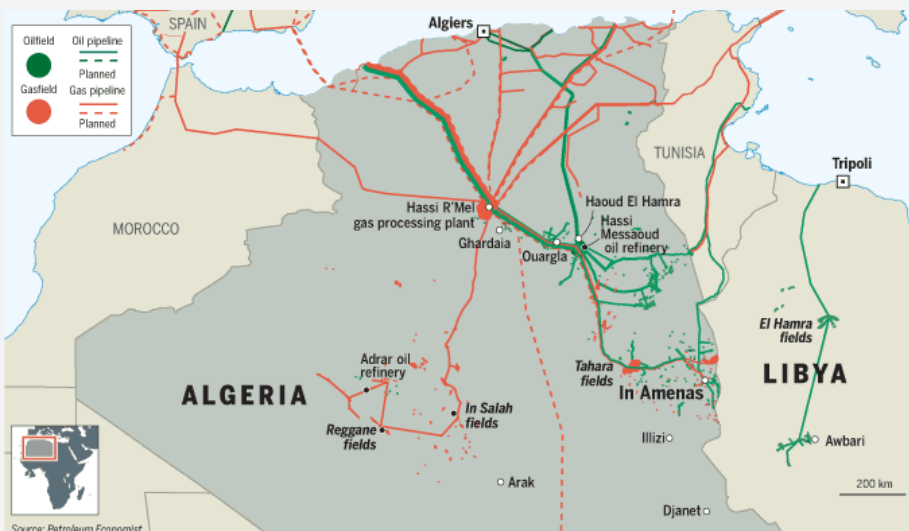 SPAIN
Algiers
Oilfield
Oil pipeline
Planned
Gasfield
Gas pipeline
Planned
TUNISIA
Tripoli
MOROCCO
Hassi R'Mel
gas processing plant
Ghardaia
Ouargla
Haoud El Hamra
Hassi
Messaoud
oil refinery
El Hamra
fields
Adrar oil
refinery
ALGERIA
Tahara
fields
In Amenas
LIBYA
In Salah
fields
Reggane
fields
Illizi
Awbari
Arak
200 km
Djanet
Source: Petroleum Economist